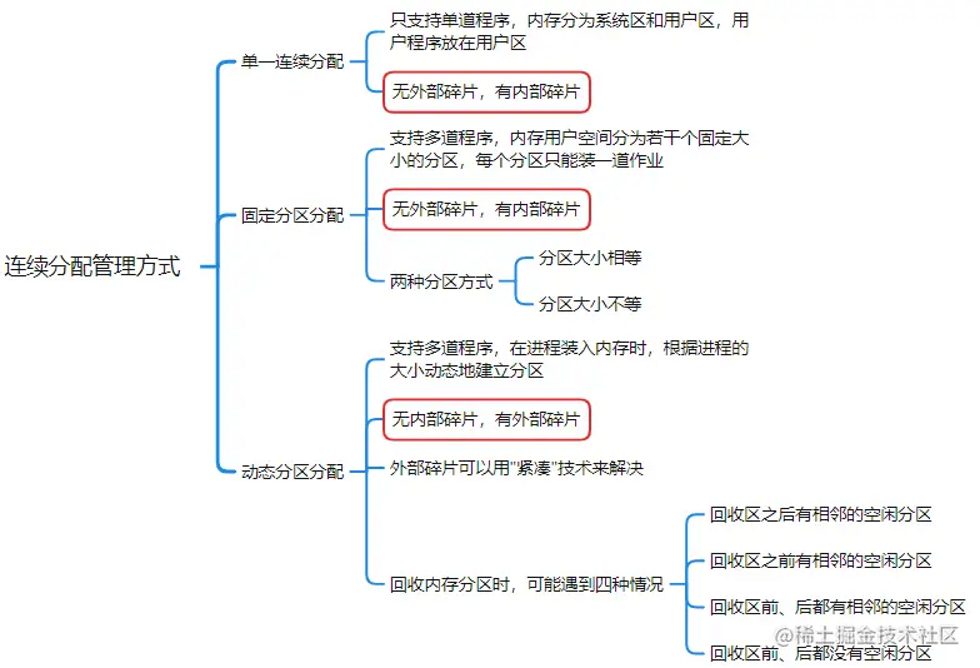 只支持单道程序，内存分为系统区和用户区，用
户程序放在用户区
单一连续分配
无外部碎片，有内部碎片
支持多道程序，内存用户空间分为若干个固定大
小的分区，每个分区只能装一道作业
固定分区分配
无外部碎片，有内部碎片
连续分配管理方式
两种分区方式
分区大小相等
分区大小不等
支持多道程序，在进程装入内存时，根据进程的
大小动态地建立分区
无内部碎片，有外部碎片
动态分区分配
外部碎片可以用"紧凑"技术来解决
回收内存分区时，可能遇到四种情况
回收区之后有相邻的空闲分区
回收区之前有相邻的空闲分区
回收区前、后都有相邻的空闲分区
回收区前、后都没有空闲分区
@稀土掘金技术社区